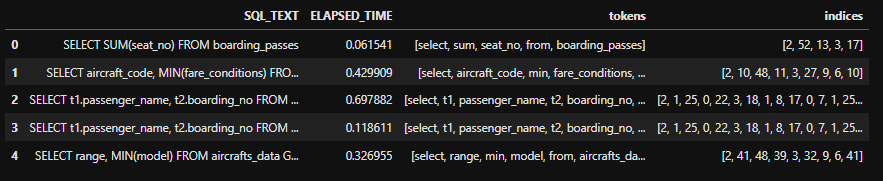 SQL_TEXT ELAPSED_TIME tokens indices
0 SELECT SUM(seat_no) FROM boarding_passes 0.061541 [select, sum, seat_no, from, boarding_passes] [2, 52, 13, 3, 17]
1 SELECT aircraft_code, MIN(fare_conditions) FRO... 0.429909 [select, aircraft_code, min, fare_conditions, ... [2, 10, 48, 11, 3, 27, 9, 6, 10]
2 SELECT t1.passenger_name, t2.boarding_no FROM ... 0.697882 [select, t1, passenger_name, t2, boarding_no, ... [2, 1, 25, 0, 22, 3, 18, 1, 8, 17, 0, 7, 1, 25...
3 SELECT t1.passenger_name, t2.boarding_no FROM ... 0.118611 [select, t1, passenger_name, t2, boarding_no, ... [2, 1, 25, 0, 22, 3, 18, 1, 8, 17, 0, 7, 1, 25...
4 SELECT range, MIN(model) FROM aircrafts_data G... 0.326955 [select, range, min, model, from, aircrafts_da... [2, 41, 48, 39, 3, 32, 9, 6, 41]